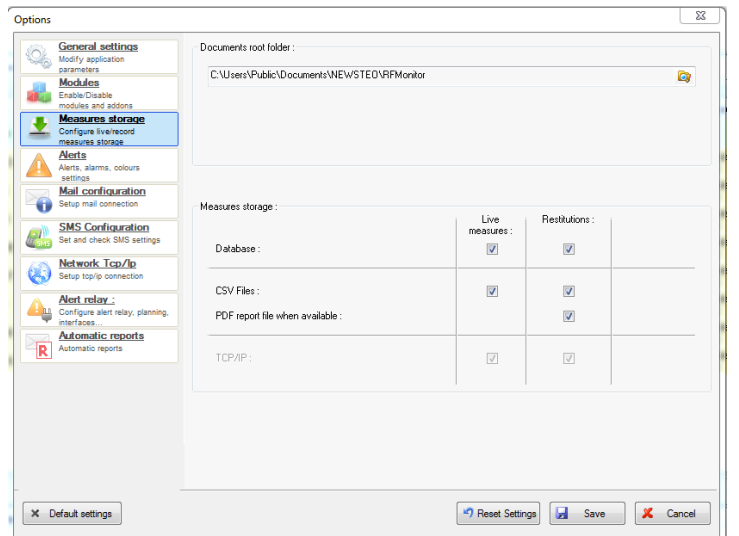 Options
General settings
Modify application
parameters
Modules
Enable/Disable
modules and addons
Measures storage
Configure live/record
measures storage
Alerts
Alerts, alarms, colours
settings
Mail configuration
Setup mail connection
SMS Configuration
Set and check SMS settings
Network Tcp/Ip
Setup tcp/ip connection
Alert relay :
Configure alert relay, planning,
interfaces...
Automatic reports
Automatic reports
R
Documents root folder :
C:\Users\Public\Documents\NEWSTEO\RFMonitor
Measures storage :
Live
measures :
Restitutions :
Database :
CSV Files :
PDF report file when available :
TCP/IP :
Default settings
Reset Settings
Save
Cancel